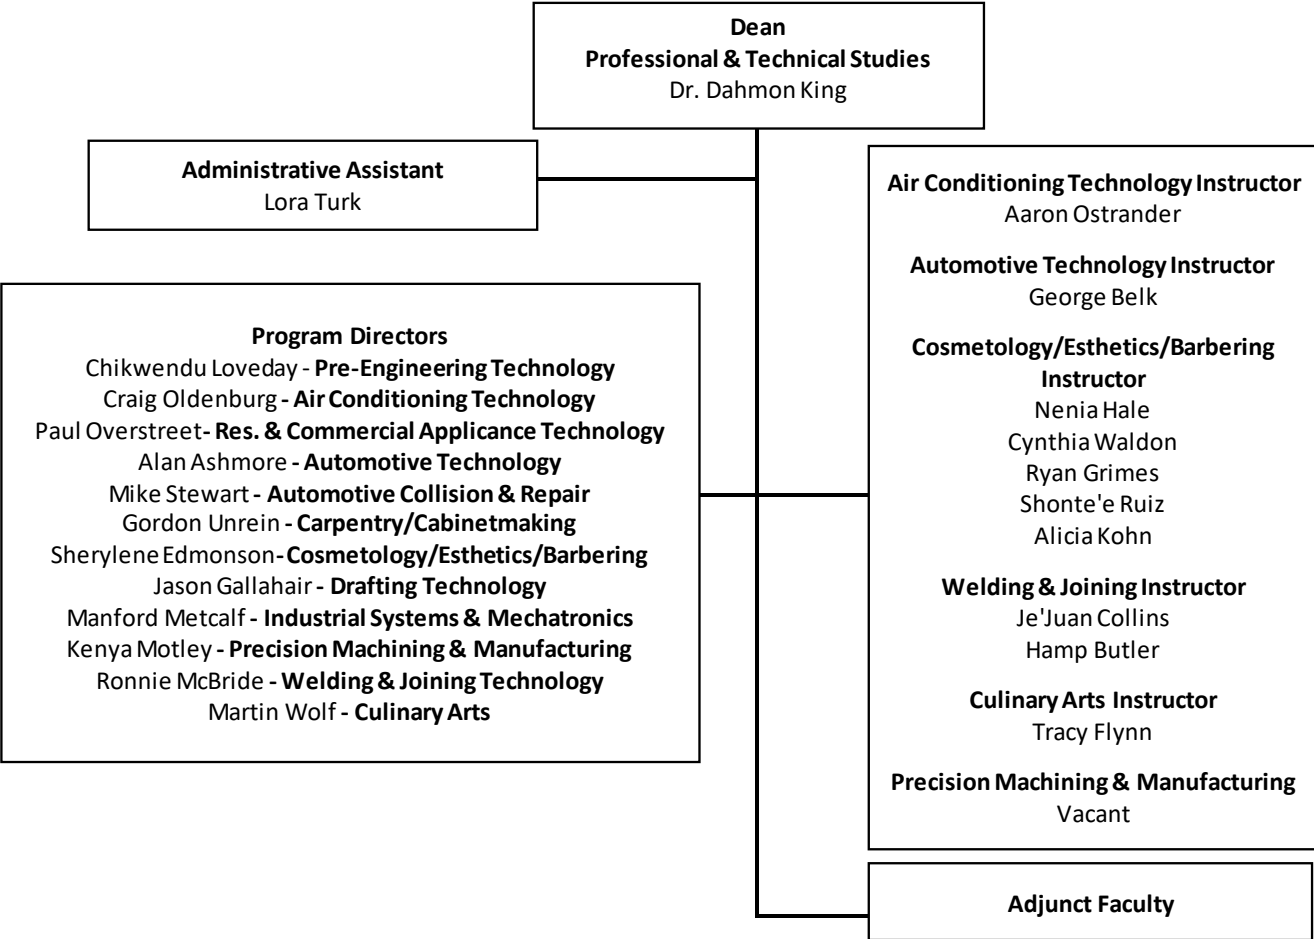 Dean
Professional & Technical Studies
Dr. Dahmon King
Administrative Assistant
Lora Turk
Program Directors
Chikwendu Loveday - Pre-Engineering Technology
Craig Oldenburg - Air Conditioning Technology
Paul Overstreet- Res. & Commercial Applicance Technology
Alan Ashmore - Automotive Technology
Mike Stewart - Automotive Collision & Repair
Gordon Unrein - Carpentry/Cabinetmaking
Sherylene Edmonson- Cosmetology/Esthetics/Barbering
Jason Gallahair - Drafting Technology
Manford Metcalf - Industrial Systems & Mechatronics
Kenya Motley - Precision Machining & Manufacturing
Ronnie McBride - Welding & Joining Technology
Martin Wolf - Culinary Arts
Air Conditioning Technology Instructor
Aaron Ostrander
Automotive Technology Instructor
George Belk
Cosmetology/Esthetics/Barbering
Instructor
Nenia Hale
Cynthia Waldon
Ryan Grimes
Shonte'e Ruiz
Alicia Kohn
Welding & Joining Instructor
Je'Juan Collins
Hamp Butler
Culinary Arts Instructor
Tracy Flynn
Precision Machining & Manufacturing
Vacant
Adjunct Faculty